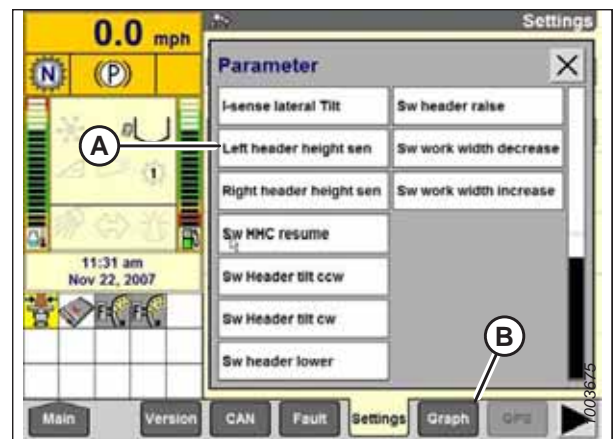 0.0 mph
Settings
N
(P)
Parameter
X
I-sense lateral Tilt
Sw header raise
A
D
Left header height sen
Sw work width decrease
1
Right header height sen
Sw work width increase
Sw HHC resume
11:31 am
Nov 22, 2007
Sw Header tilt ccw
F=
F=
Sw Header tilt cw
B
Sw header lower
1003675
Main
Version
CAN
Fault
Settings
Graph
GPS